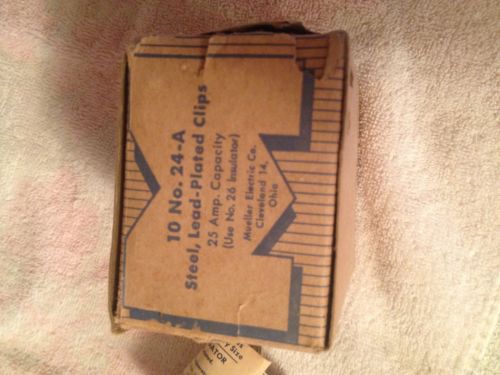 10 No. 24-A
Steel, Lead-Plated Clips
25 Amp. Capacity
(Use No. 26 Insulator)
Mueller Electric Co.
Cleveland 14,
Ohio
Size